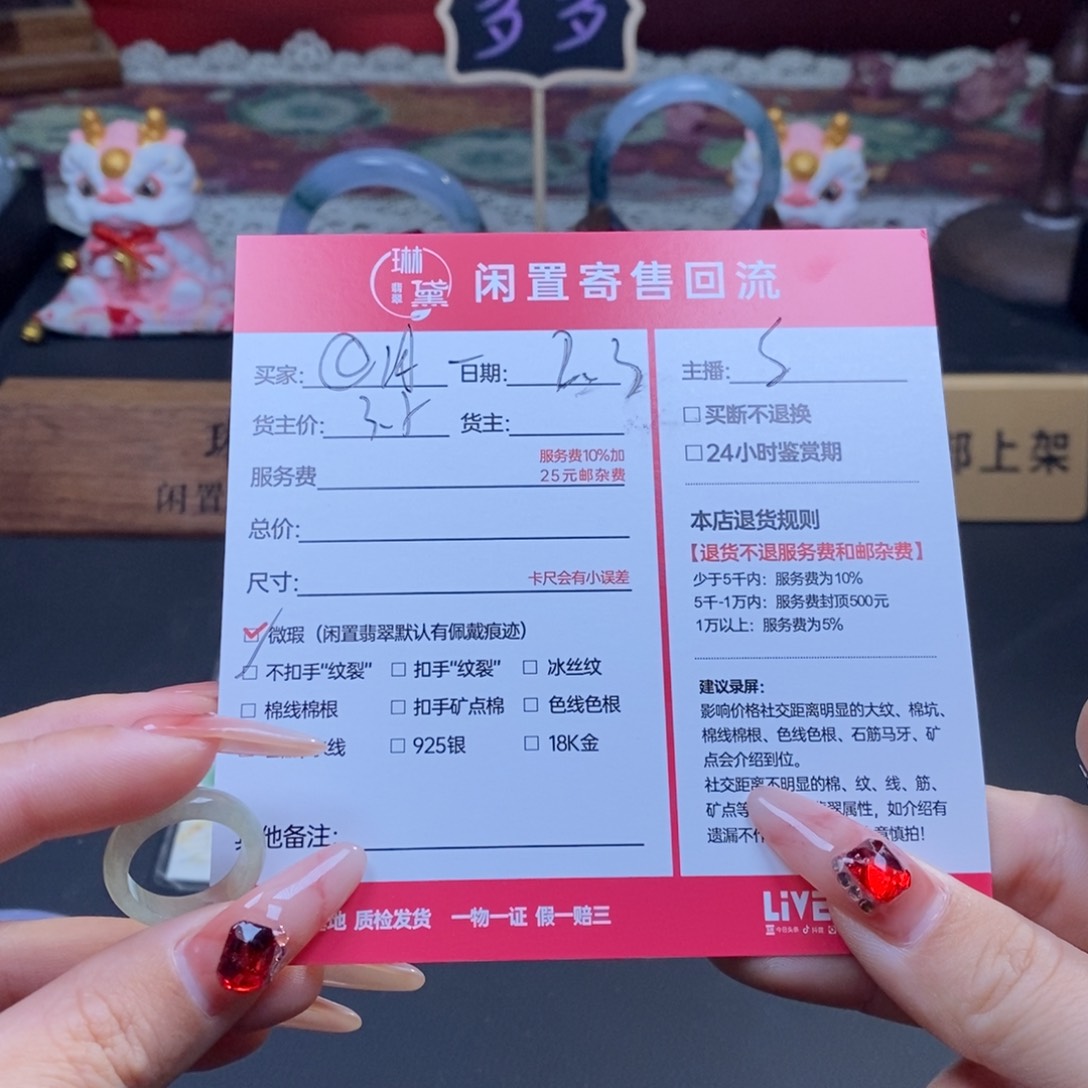 多多
琳
翡翠
黛
闲置寄售回流
买家:
日期: 2.3
主播: S
货主价: 3-8
货主:
服务费
服务费10%加
25元邮杂费
总价:
尺寸:
卡尺会有小误差
微瑕（闲置翡翠默认有佩戴痕迹）
□ 不扣手“纹裂” □ 扣手“纹裂” □ 冰丝纹
□ 棉线棉根 □ 扣手矿点棉 □ 色线色根
线 □ 925银 □ 18K金
他备注:
□ 买断不退换
□ 24小时鉴赏期
本店退货规则
【退货不退服务费和邮杂费】
少于5千内：服务费为10%
5千-1万内：服务费封顶500元
1万以上：服务费为5%
建议录屏：
影响价格社交距离明显的大纹、棉坑、
棉线棉根、色线色根、石筋马牙、矿
点会介绍到位。
社交距离不明显的棉、纹、线、筋、
矿点等 翠属性，如介绍有
遗漏不 意慎拍！
地 质检发货 一物一证 假一赔三
LIVE
今日头条 抖音
闲置
邮上架